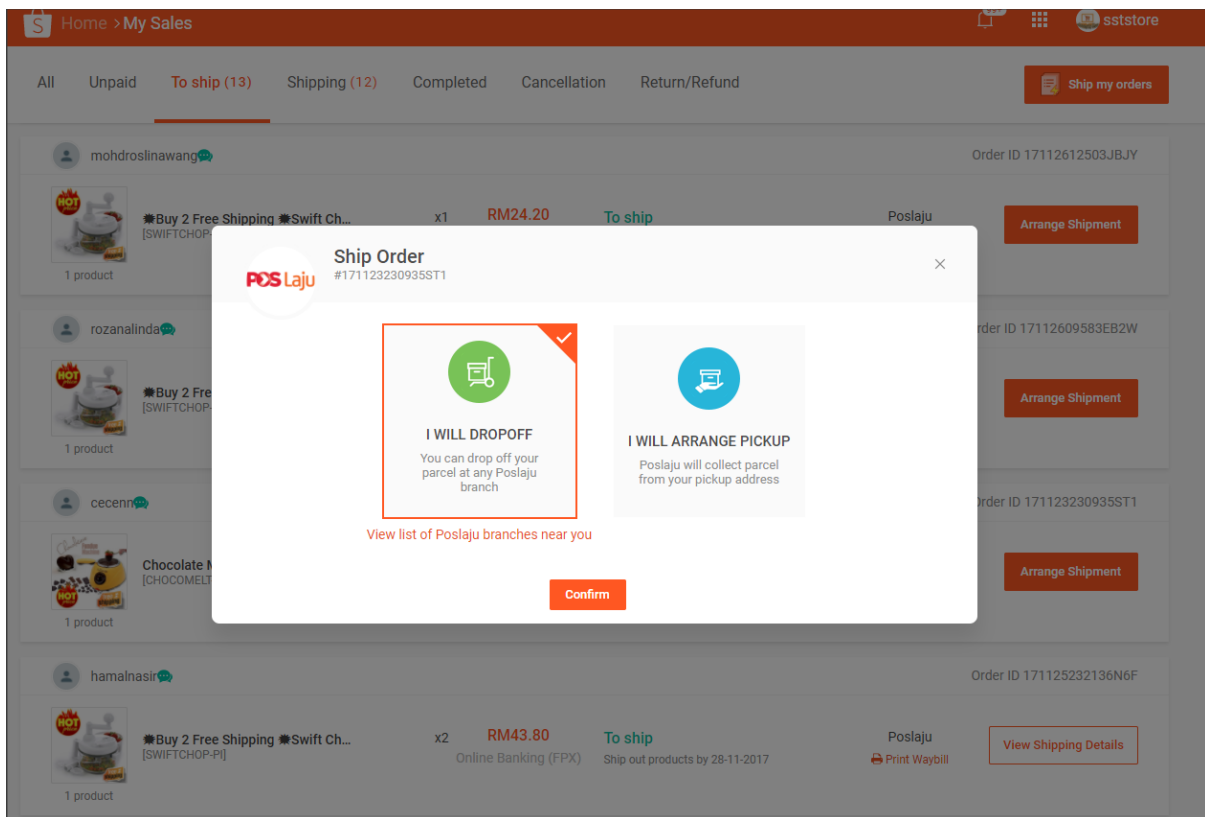 Home > My Sales
sststore
All Unpaid To ship (13) Shipping (12) Completed Cancellation Return/Refund Ship my orders
mohdroslinawang Order ID 17112612503JBJY
HOT
Buy 2 Free Shipping Swift Ch... x1 RM24.20 To ship Poslaju Arrange Shipment
[SWIFTCHOP-
1 product
POS Laju
Ship Order
#171123230935ST1
rozanalinda rder ID 17112609583EB2W
HOT
Buy 2 Fre Arrange Shipment
[SWIFTCHOP-
1 product
I WILL DROPOFF
You can drop off your
parcel at any Poslaju
branch
I WILL ARRANGE PICKUP
Poslaju will collect parcel
from your pickup address
View list of Poslaju branches near you
Confirm
cecenn Order ID 171123230935ST1
HOT
Chocolate M Arrange Shipment
[CHOCOMELT
1 product
hamalnasir Order ID 171125232136N6F
HOT
Buy 2 Free Shipping Swift Ch... x2 RM43.80 To ship Poslaju View Shipping Details
[SWIFTCHOP-PI] Online Banking (FPX) Ship out products by 28-11-2017 Print Waybill
1 product